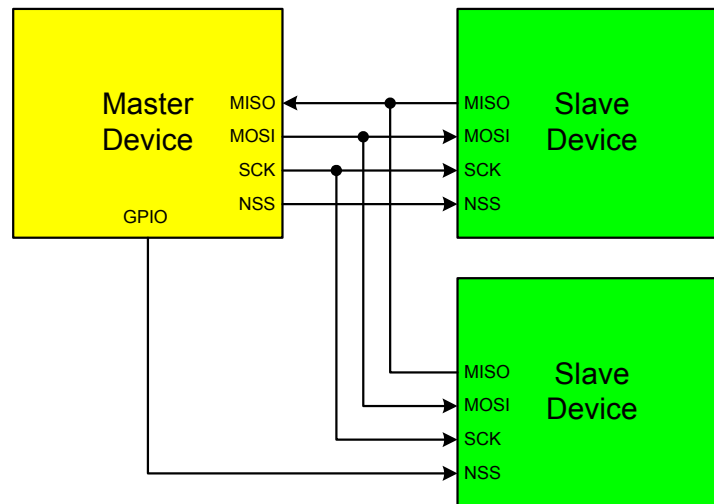 Master
Device
MISO
MOSI
SCK
NSS
GPIO
MISO
MOSI
SCK
NSS
Slave
Device
MISO
MOSI
SCK
NSS
Slave
Device